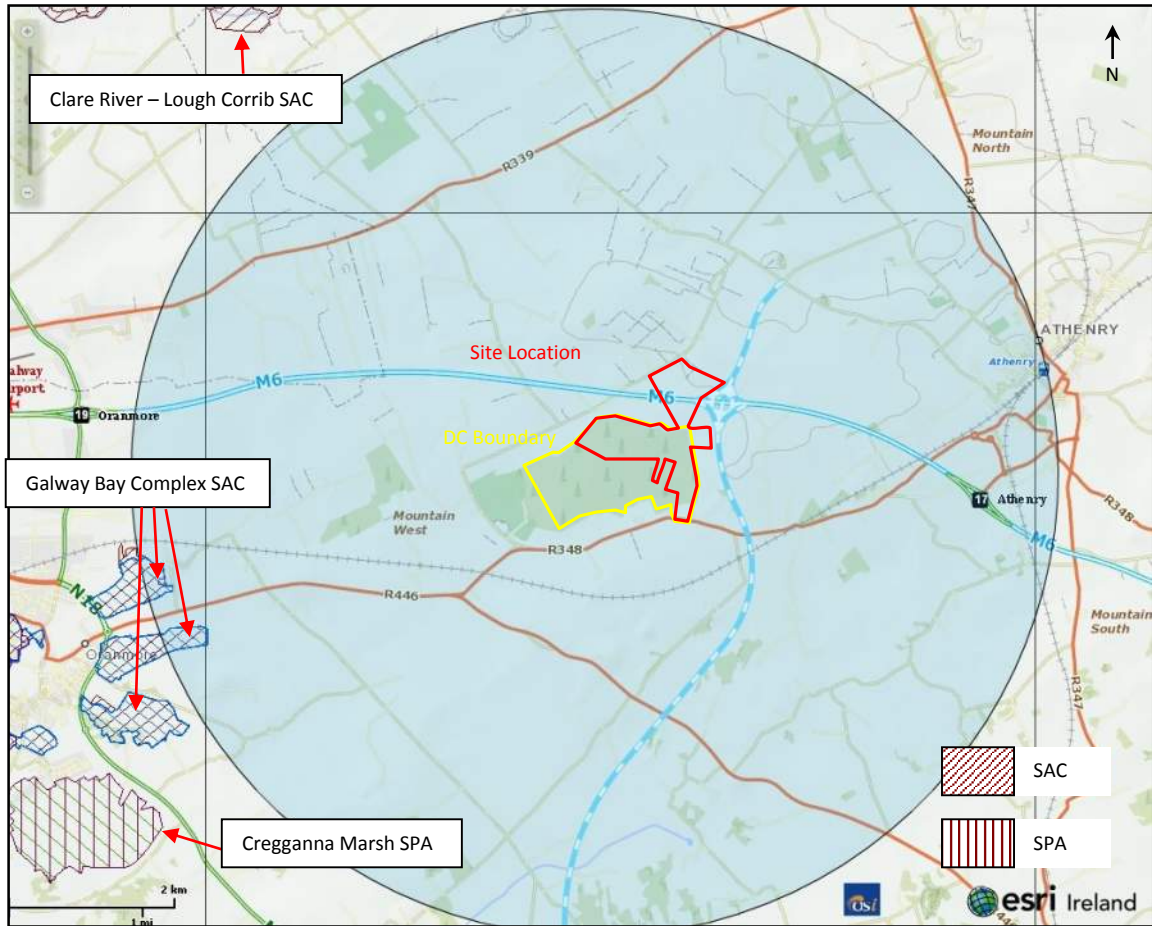 N
Clare River – Lough Corrib SAC
Mountain
North
R339
R347
ATHENRY
Athenry
Site Location
M6
M6
19 Oranmore
DC Boundary
Galway Bay Complex SAC
17 Athenry
Mountain
West
R348
R348
M6
R446
N18
Oranmore
Mountain
South
R347
SAC
SPA
Cregganna Marsh SPA
2 km
1 mi
OSi
esri Ireland